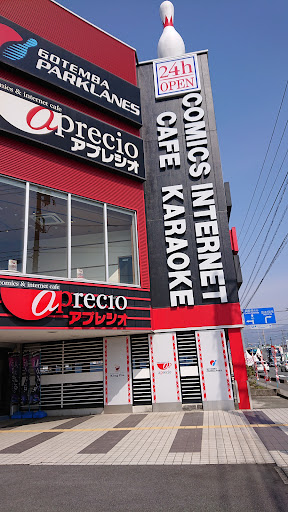 GOTEMBA
PARKLANES
comics & internet cafe
aprecio
アプレシオ
24h
OPEN
COMICS INTERNET
CAFE KARAOKE
comics & internet cafe
aprecio
アプレシオ